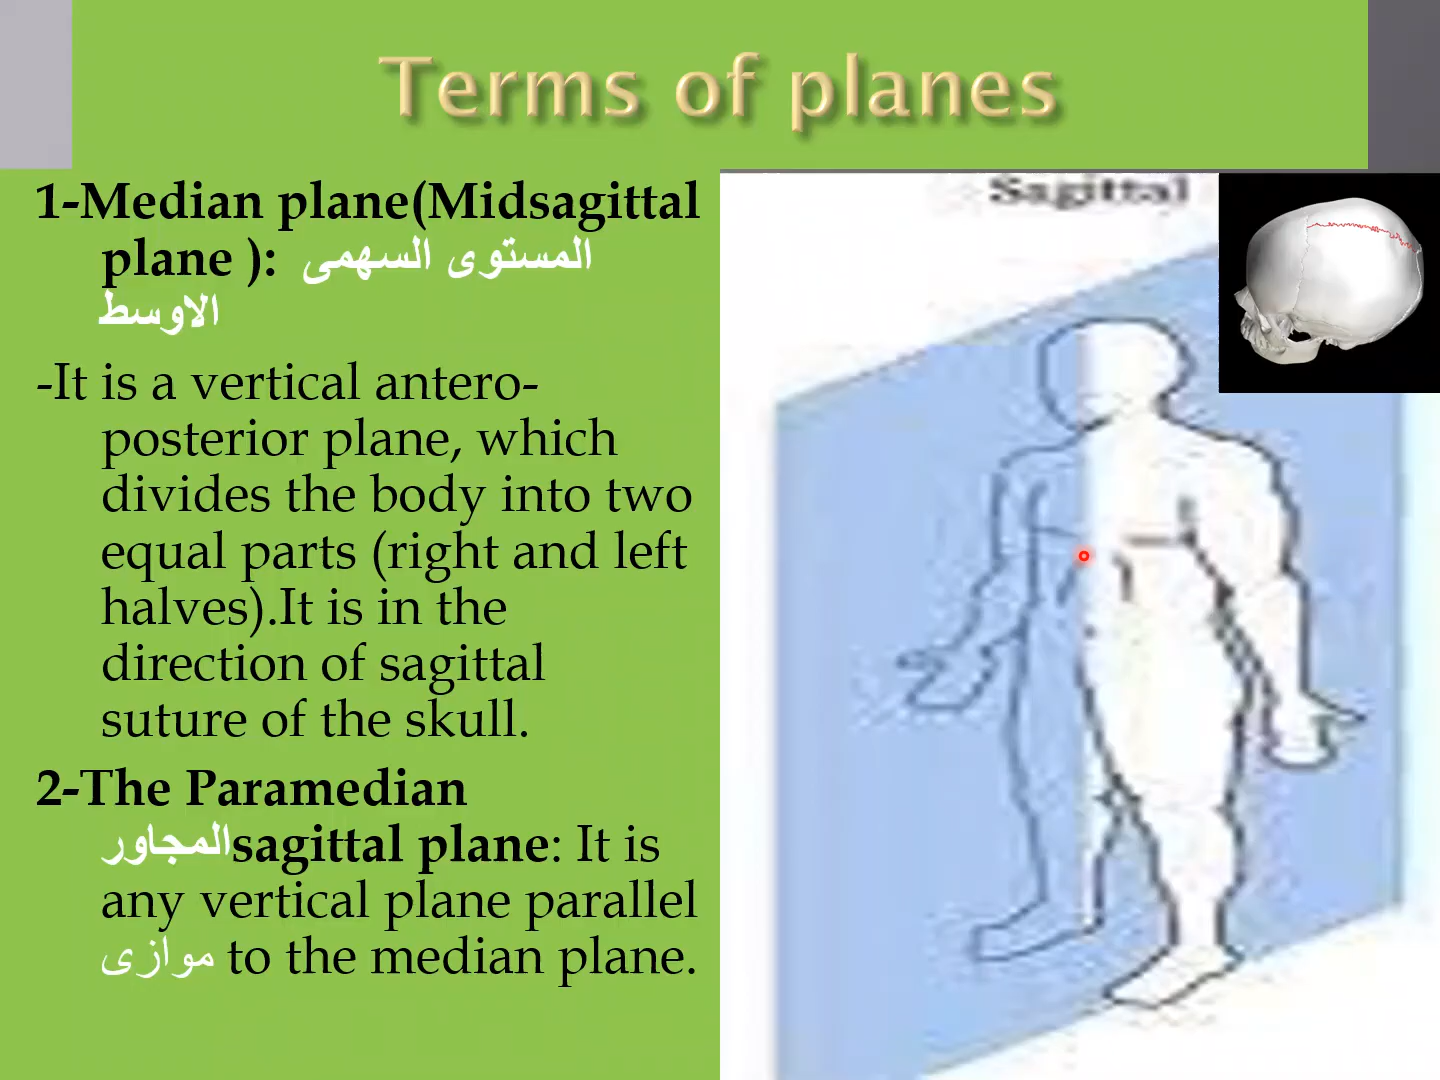 Terms of planes
1-Median plane(Midsagittal
plane ): المستوى السهمى
الاوسط
-It is a vertical antero-
posterior plane, which
divides the body into two
equal parts (right and left
halves).It is in the
direction of sagittal
suture of the skull.
2-The Paramedian
المجاورsagittal plane: It is
any vertical plane parallel
موازى to the median plane.
Sagittal